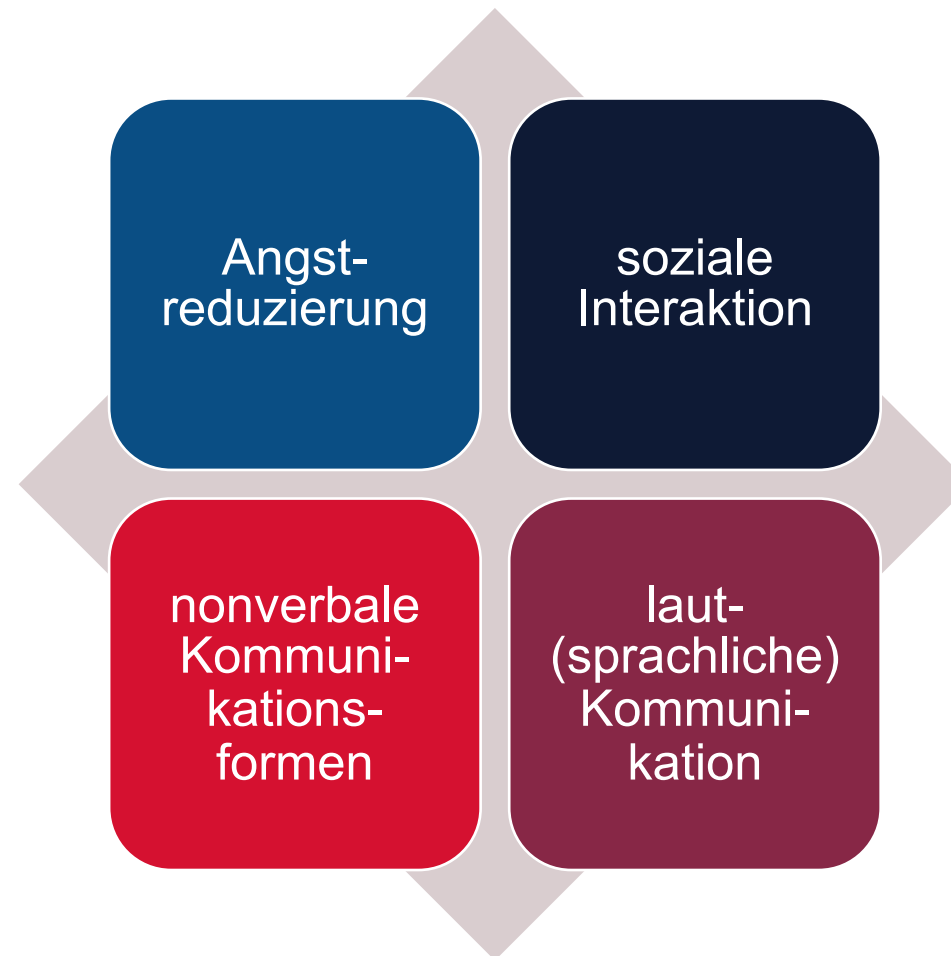 Angst-
reduzierung
soziale
Interaktion
nonverbale
Kommuni-
kations-
formen
laut-
(sprachliche)
Kommuni-
kation